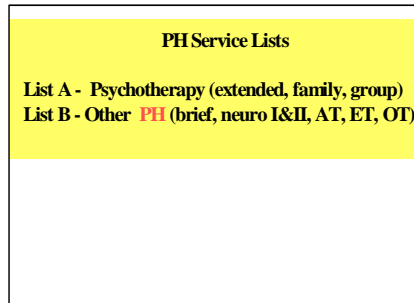 PH Service Lists
List A - Psychotherapy (extended, family, group)
List B - Other PH (brief, neuro I&II, AT, ET, OT)